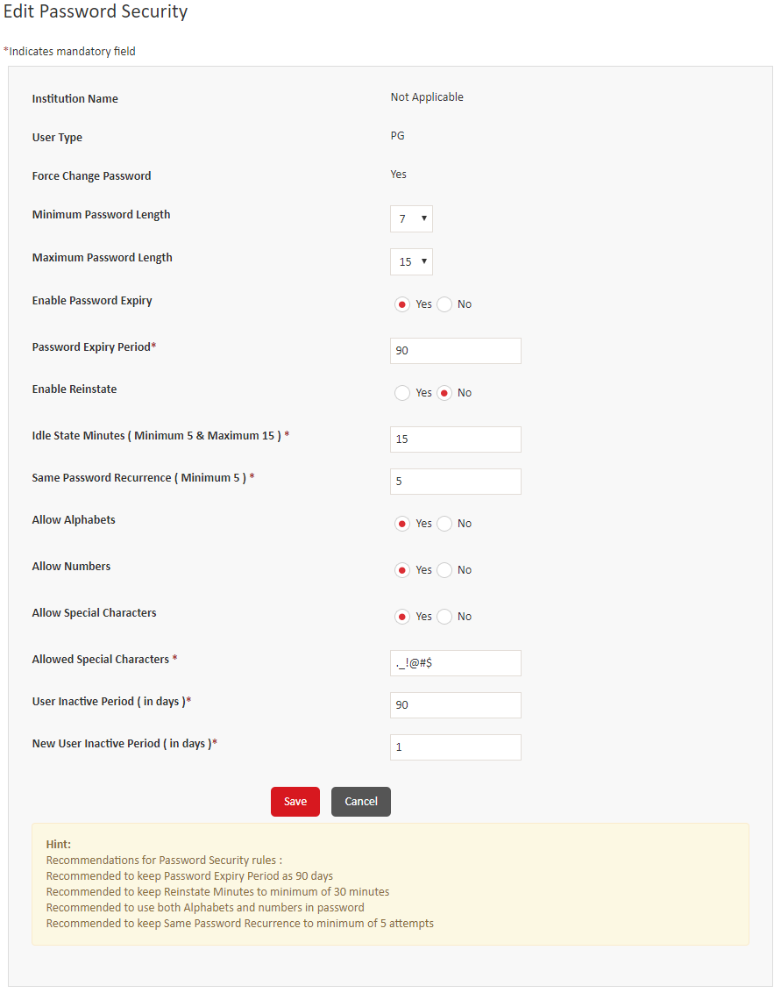 Edit Password Security
*Indicates mandatory field
Institution Name Not Applicable
User Type PG
Force Change Password Yes
Minimum Password Length 7
Maximum Password Length 15
Enable Password Expiry Yes No
Password Expiry Period* 90
Enable Reinstate Yes No
Idle State Minutes ( Minimum 5 & Maximum 15 ) * 15
Same Password Recurrence ( Minimum 5 ) * 5
Allow Alphabets Yes No
Allow Numbers Yes No
Allow Special Characters Yes No
Allowed Special Characters * ._!@#$
User Inactive Period ( in days )* 90
New User Inactive Period ( in days )* 1
Save Cancel
Hint:
Recommendations for Password Security rules :
Recommended to keep Password Expiry Period as 90 days
Recommended to keep Reinstate Minutes to minimum of 30 minutes
Recommended to use both Alphabets and numbers in password
Recommended to keep Same Password Recurrence to minimum of 5 attempts